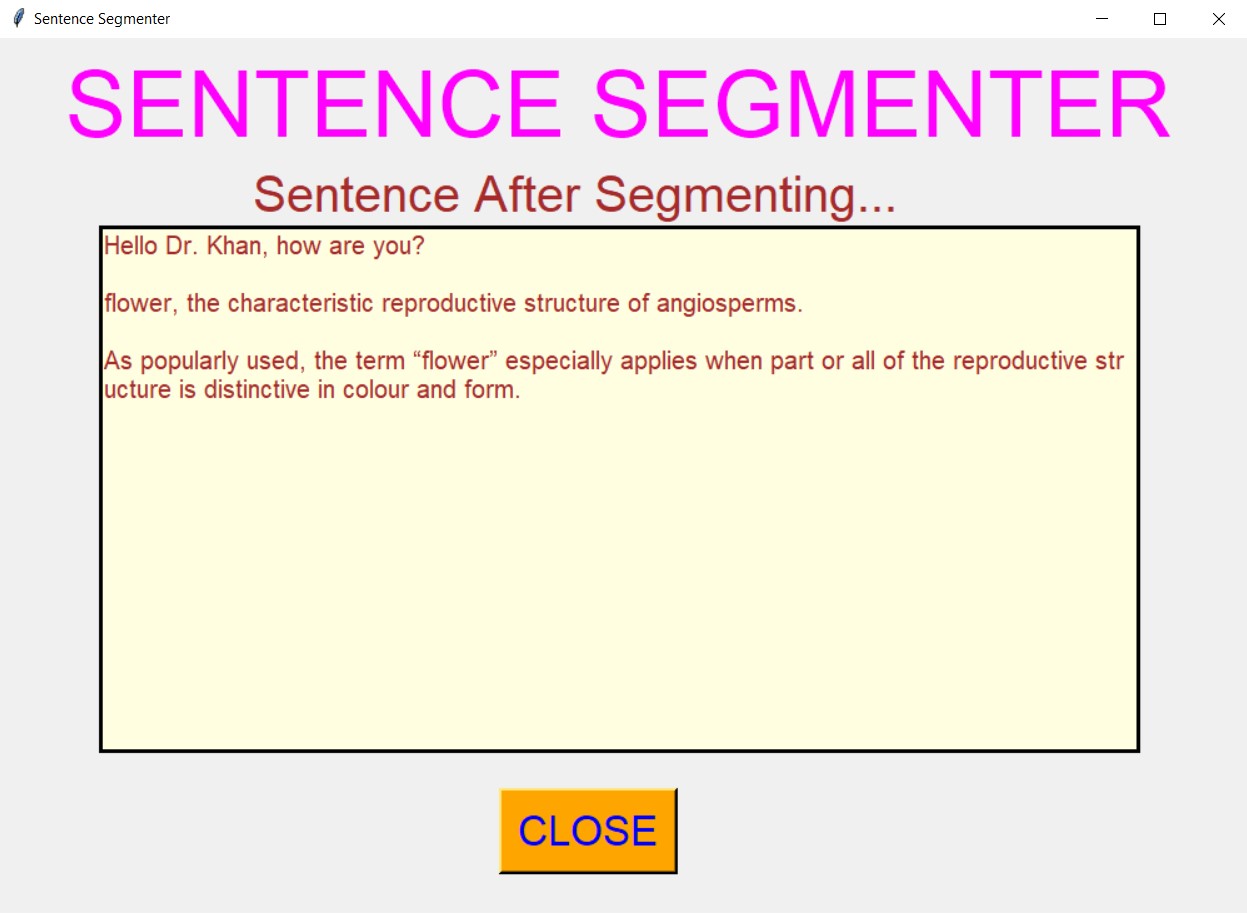 Sentence Segmenter
SENTENCE SEGMENTER
Sentence After Segmenting...
Hello Dr. Khan, how are you?
flower, the characteristic reproductive structure of angiosperms.
As popularly used, the term “flower” especially applies when part or all of the reproductive str
ucture is distinctive in colour and form.
CLOSE